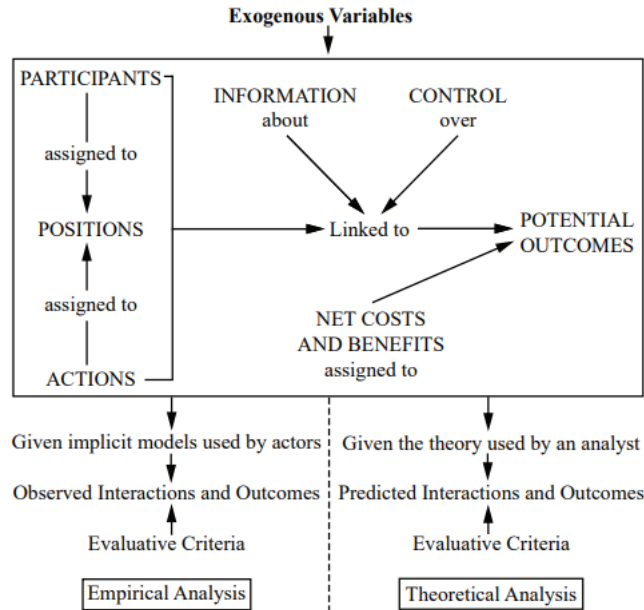 Exogenous Variables
PARTICIPANTS
INFORMATION
about
CONTROL
over
assigned to
POSITIONS
Linked to
POTENTIAL
OUTCOMES
assigned to
NET COSTS
AND BENEFITS
assigned to
ACTIONS
Given implicit models used by actors
Given the theory used by an analyst
Observed Interactions and Outcomes
Predicted Interactions and Outcomes
Evaluative Criteria
Evaluative Criteria
Empirical Analysis
Theoretical Analysis